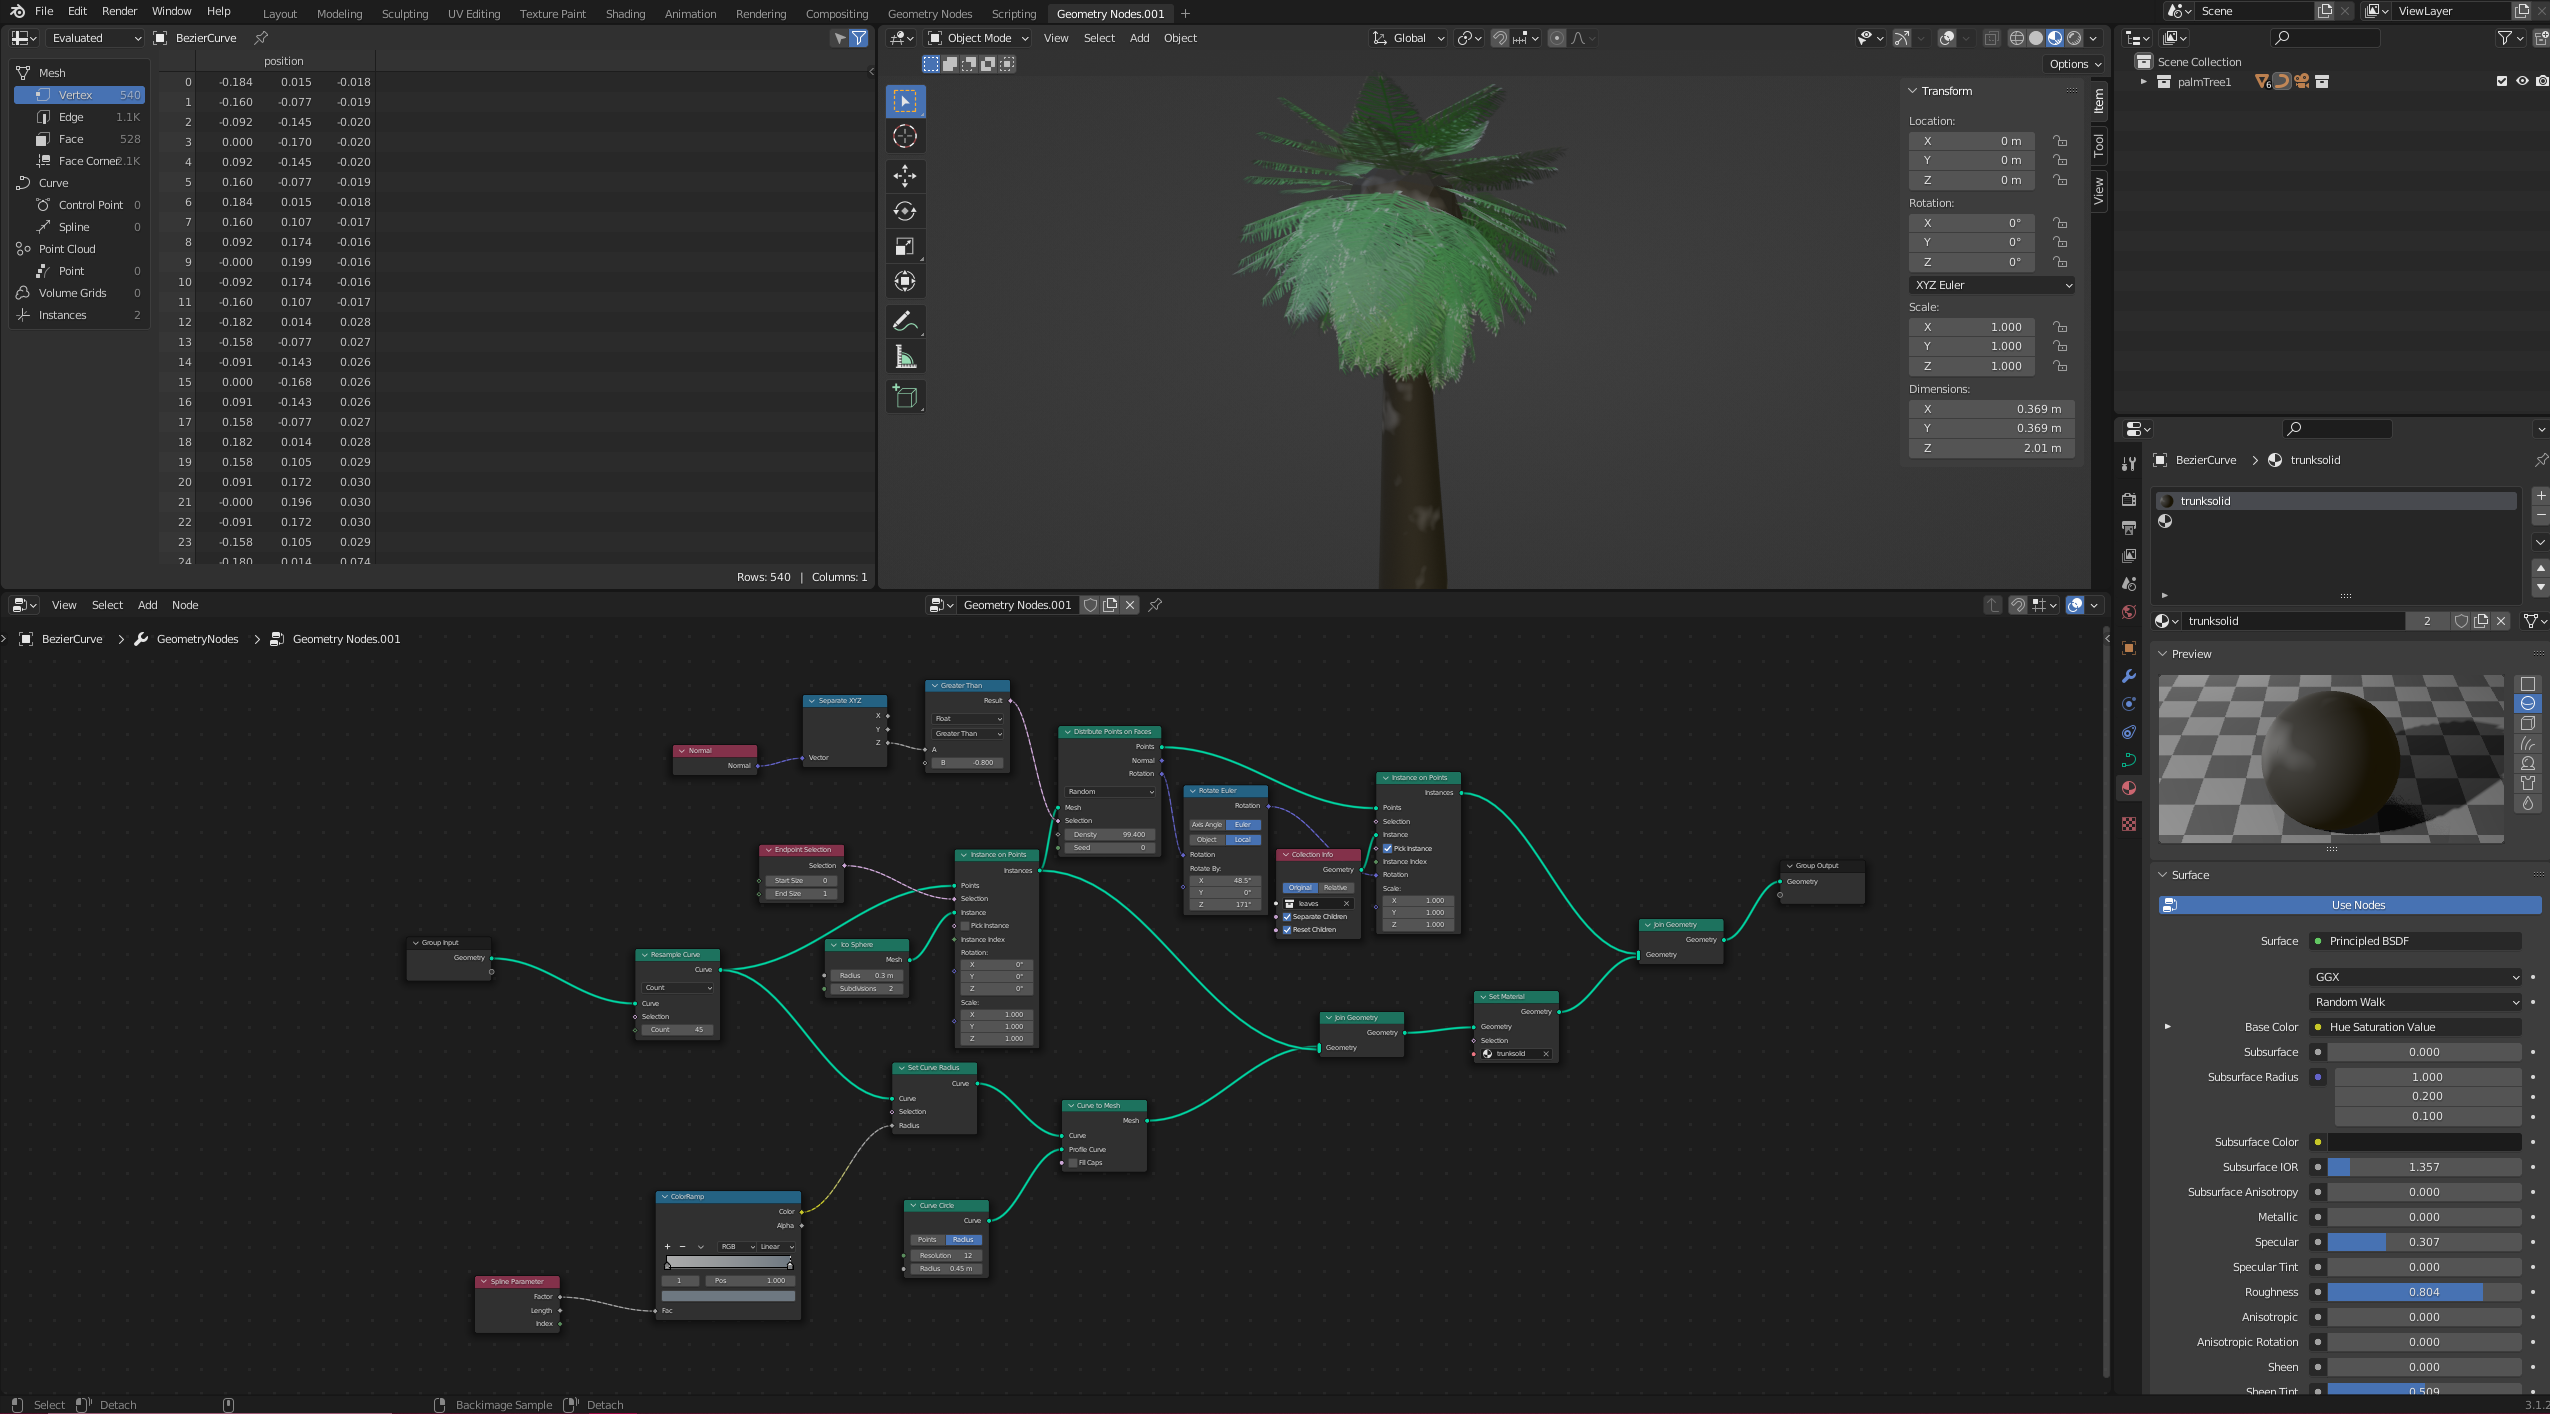 File Edit Render Window Help
Layout Modeling Sculpting UV Editing Texture Paint Shading Animation Rendering Compositing Geometry Nodes Scripting Geometry Nodes.001 +
Scene
ViewLayer
Evaluated
BezierCurve
Mesh
Vertex 540
Edge 1.1K
Face 528
Face Corner 2.1K
Curve
Control Point 0
Spline 0
Point Cloud
Point 0
Volume Grids 0
Instances 2
position
0 -0.184 0.015 -0.018
1 -0.160 -0.077 -0.019
2 -0.092 -0.145 -0.020
3 0.000 -0.170 -0.020
4 0.092 -0.145 -0.020
5 0.160 -0.077 -0.019
6 0.184 0.015 -0.018
7 0.160 0.107 -0.017
8 0.092 0.174 -0.016
9 -0.000 0.199 -0.016
10 -0.092 0.174 -0.016
11 -0.160 0.107 -0.017
12 -0.182 0.014 0.028
13 -0.158 -0.077 0.027
14 -0.091 -0.143 0.026
15 0.000 -0.168 0.026
16 0.091 -0.143 0.026
17 0.158 -0.077 0.027
18 0.182 0.014 0.028
19 0.158 0.105 0.029
20 0.091 0.172 0.030
21 -0.000 0.196 0.030
22 -0.091 0.172 0.030
23 -0.158 0.105 0.029
24 -0.180 0.014 0.074
Rows: 540 | Columns: 1
Object Mode View Select Add Object
Global
Options
Transform
Location:
X 0 m
Y 0 m
Z 0 m
Rotation:
X 0°
Y 0°
Z 0°
XYZ Euler
Scale:
X 1.000
Y 1.000
Z 1.000
Dimensions:
X 0.369 m
Y 0.369 m
Z 2.01 m
Item
Tool
View
Scene Collection
palmTree1
6
BezierCurve > trunksolid
trunksolid
trunksolid 2
Preview
Surface
Use Nodes
Surface Principled BSDF
GGX
Random Walk
Base Color Hue Saturation Value
Subsurface 0.000
Subsurface Radius 1.000
0.200
0.100
Subsurface Color
Subsurface IOR 1.357
Subsurface Anisotropy 0.000
Metallic 0.000
Specular 0.307
Specular Tint 0.000
Roughness 0.804
Anisotropic 0.000
Anisotropic Rotation 0.000
Sheen 0.000
Sheen Tint 0.509
View Select Add Node
Geometry Nodes.001
BezierCurve > GeometryNodes > Geometry Nodes.001
Group Input
Geometry
Normal
Normal
Separate XYZ
X
Y
Z
Vector
Greater Than
Result
Float
Greater Than
A
B -0.800
Distribute Points on Faces
Points
Normal
Rotation
Random
Mesh
Selection
Density 99.400
Seed 0
Endpoint Selection
Selection
Start Size 0
End Size 1
Resample Curve
Curve
Count
Curve
Selection
Count 45
Ico Sphere
Mesh
Radius 0.3 m
Subdivisions 2
Instance on Points
Instances
Points
Selection
Instance
Pick Instance
Instance Index
Rotation:
X 0°
Y 0°
Z 0°
Scale:
X 1.000
Y 1.000
Z 1.000
Rotate Euler
Rotation
Axis Angle Euler
Object Local
Rotation
Rotate By:
X 48.5°
Y 0°
Z 171°
Collection Info
Geometry
Original Relative
leaves
Separate Children
Reset Children
Instance on Points
Instances
Points
Selection
Instance
Pick Instance
Instance Index
Rotation
Scale:
X 1.000
Y 1.000
Z 1.000
Set Curve Radius
Curve
Curve
Selection
Radius
Curve to Mesh
Mesh
Curve
Profile Curve
Fill Caps
Curve Circle
Curve
Points Radius
Resolution 12
Radius 0.45 m
ColorRamp
Color
Alpha
+ − RGB Linear
1 Pos 1.000
Fac
Spline Parameter
Factor
Length
Index
Join Geometry
Geometry
Geometry
Set Material
Geometry
Geometry
Selection
trunksolid
Join Geometry
Geometry
Geometry
Group Output
Geometry
Select Detach Backimage Sample Detach
3.1.2